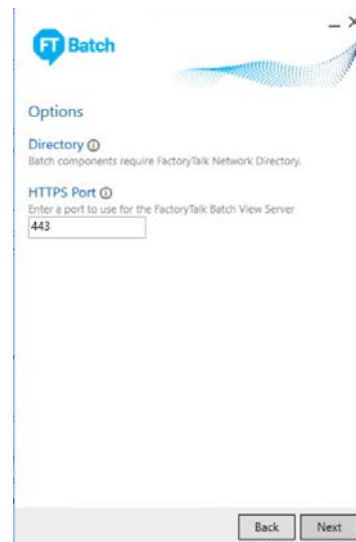 FT Batch
Options
Directory
Batch components require FactoryTalk Network Directory.
HTTPS Port
Enter a port to use for the FactoryTalk Batch View Server
443
Back Next